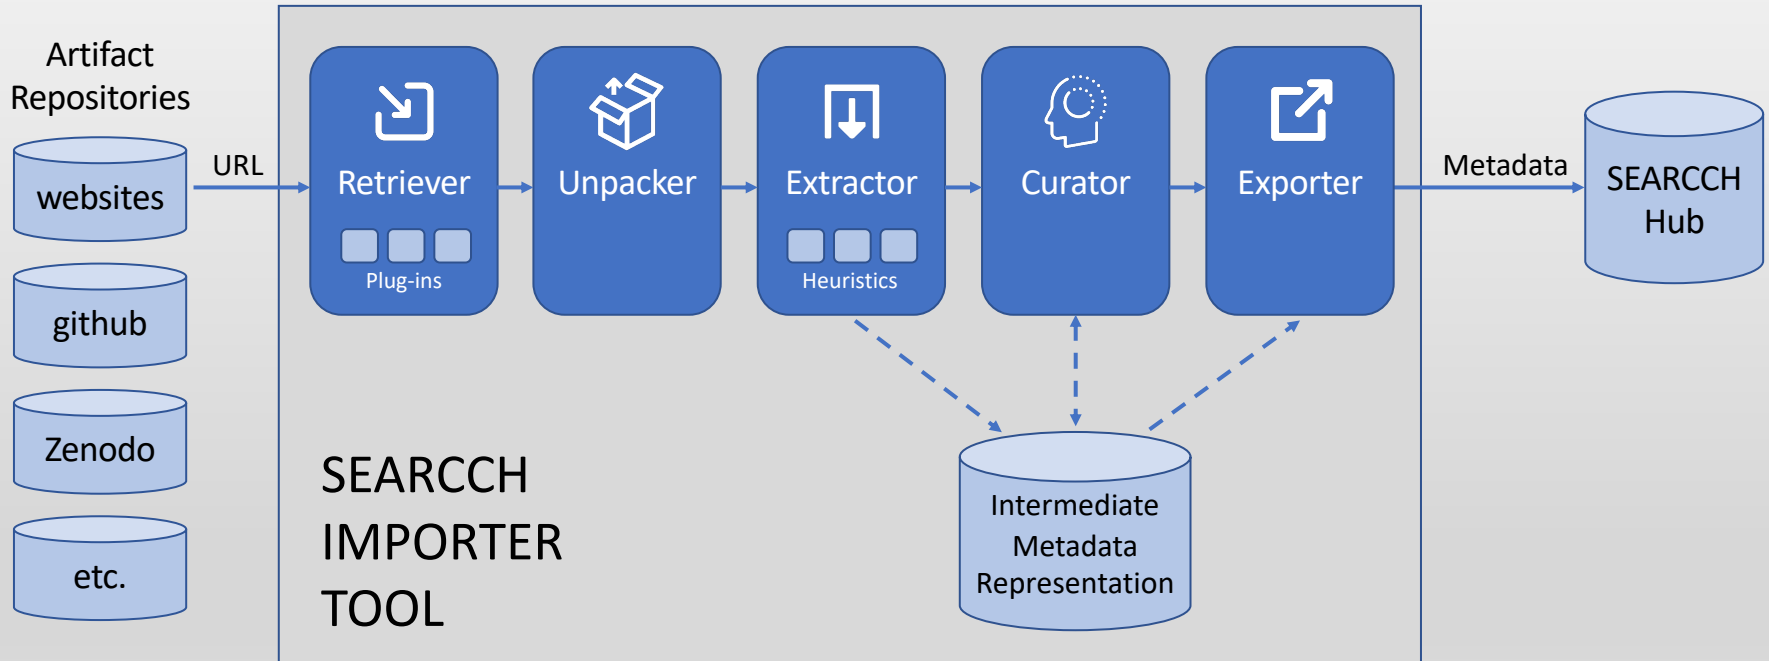 Artifact
Repositories
websites
github
Zenodo
etc.
URL
Retriever
Plug-ins
Unpacker
Extractor
Heuristics
Curator
Exporter
Metadata
SEARCCH
Hub
SEARCCH
IMPORTER
TOOL
Intermediate
Metadata
Representation